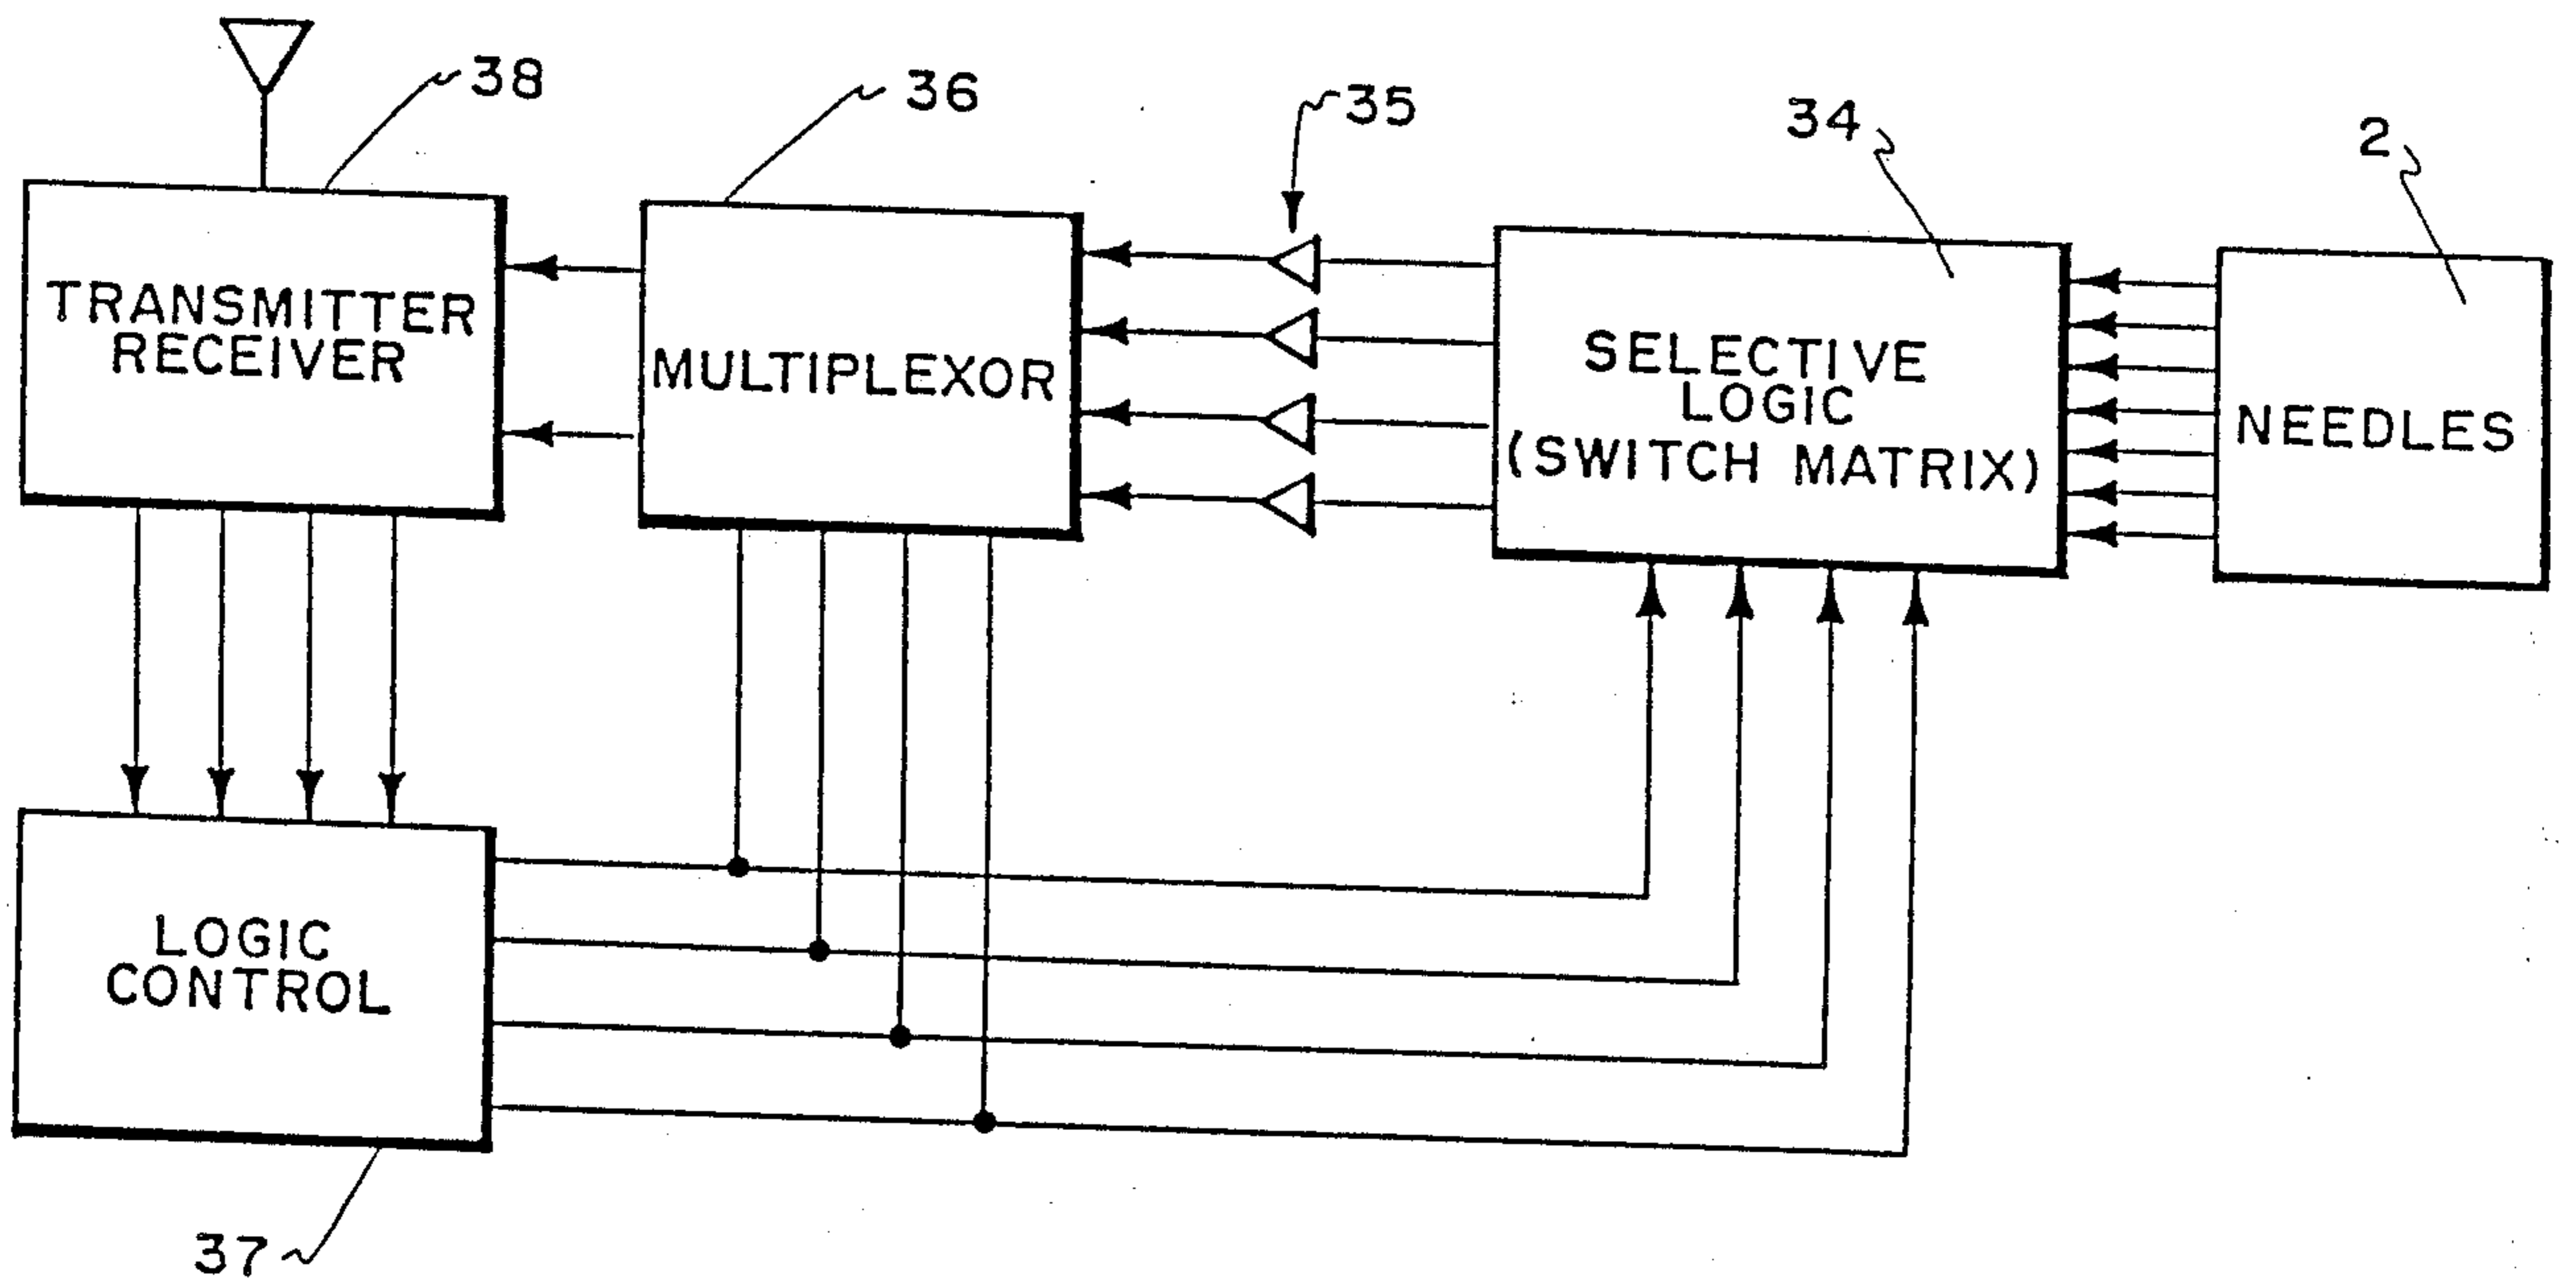 38
36
35
34
2
TRANSMITTER
RECEIVER
MULTIPLEXOR
SELECTIVE
LOGIC
(SWITCH MATRIX)
NEEDLES
LOGIC
CONTROL
37